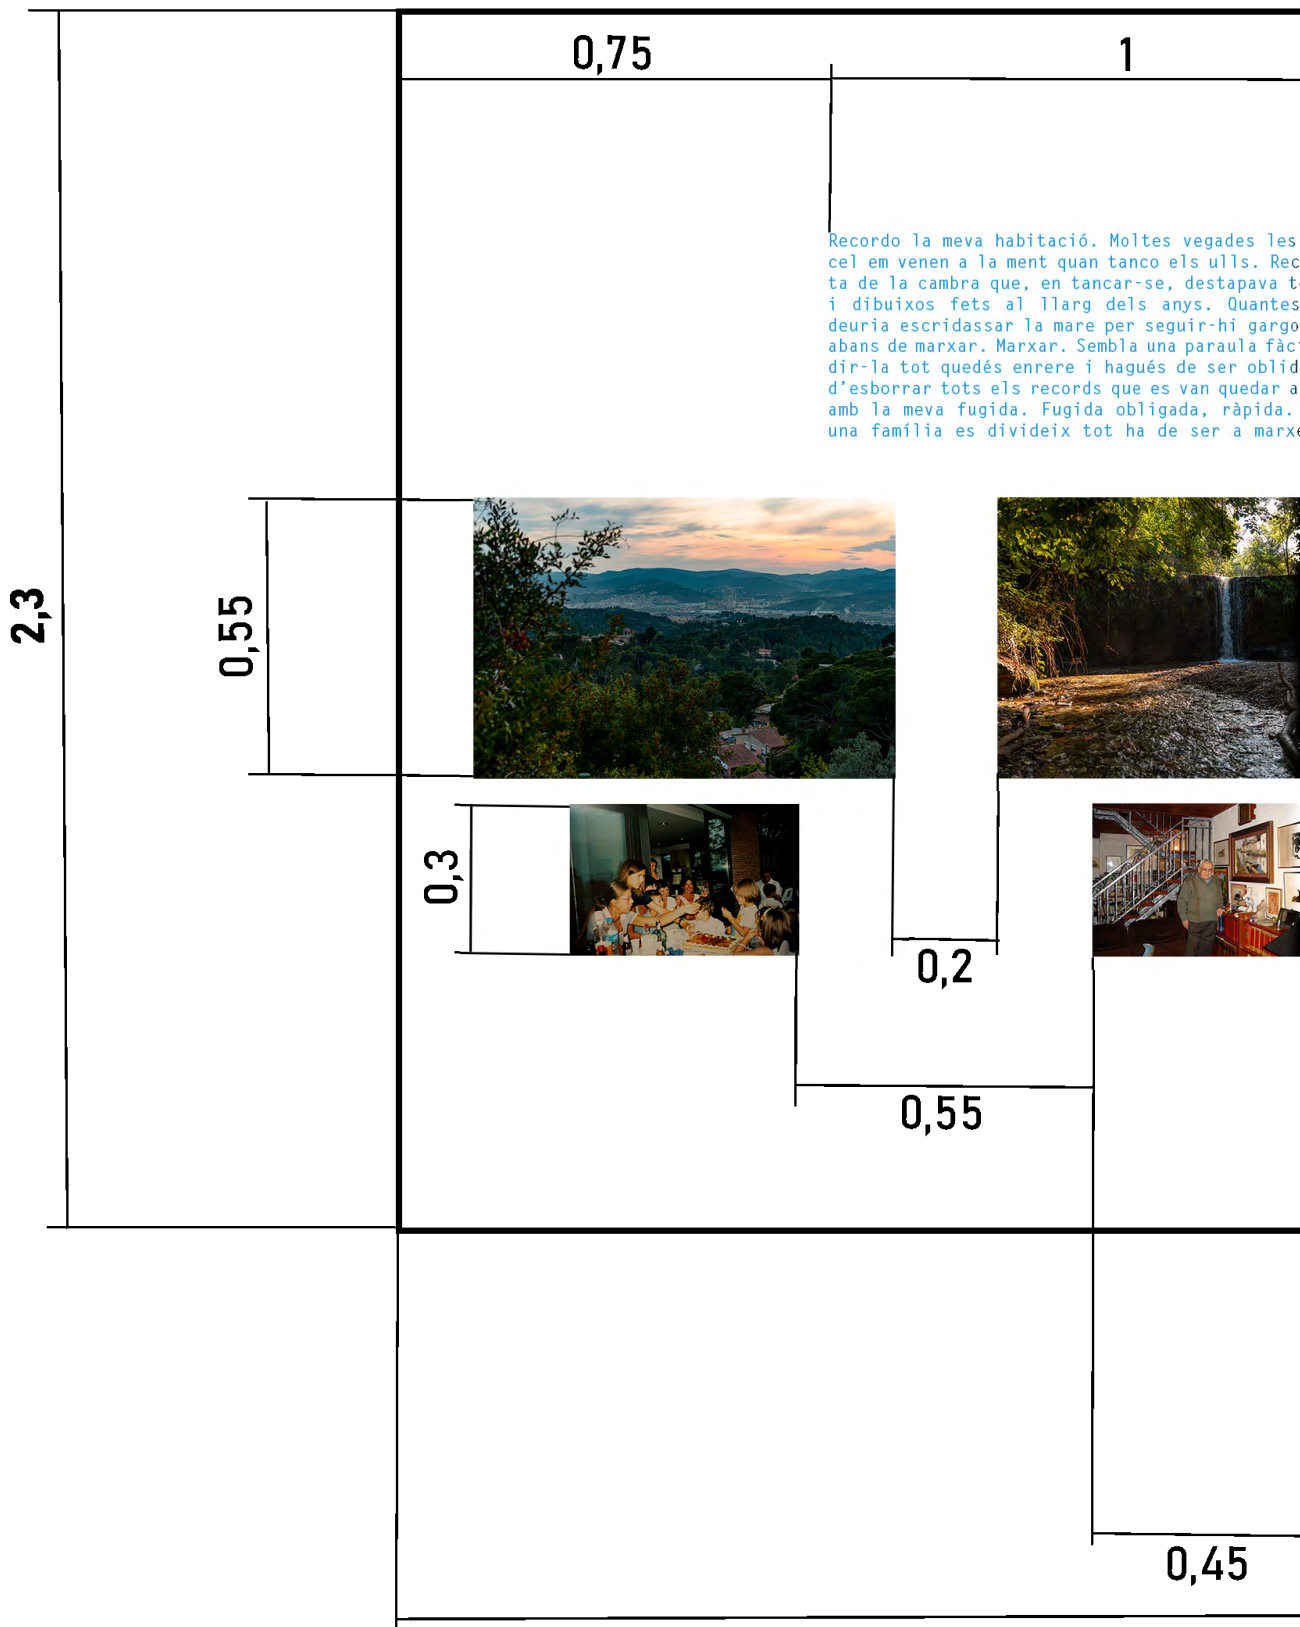 0,75
1
Recordo la meva habitació. Moltes vegades les
cel em venen a la ment quan tanco els ulls. Rec
ta de la cambra que, en tancar-se, destapava t
i dibuixos fets al llarg dels anys. Quantes
deuria escridassar la mare per seguir-hi gargo
abans de marxar. Marxar. Sembla una paraula fàc
dir-la tot quedés enrere i hagués de ser oblid
d'esborrar tots els records que es van quedar a
amb la meva fugida. Fugida obligada, ràpida.
una família es divideix tot ha de ser a marx
2,3
0,55
0,3
0,2
0,55
0,45